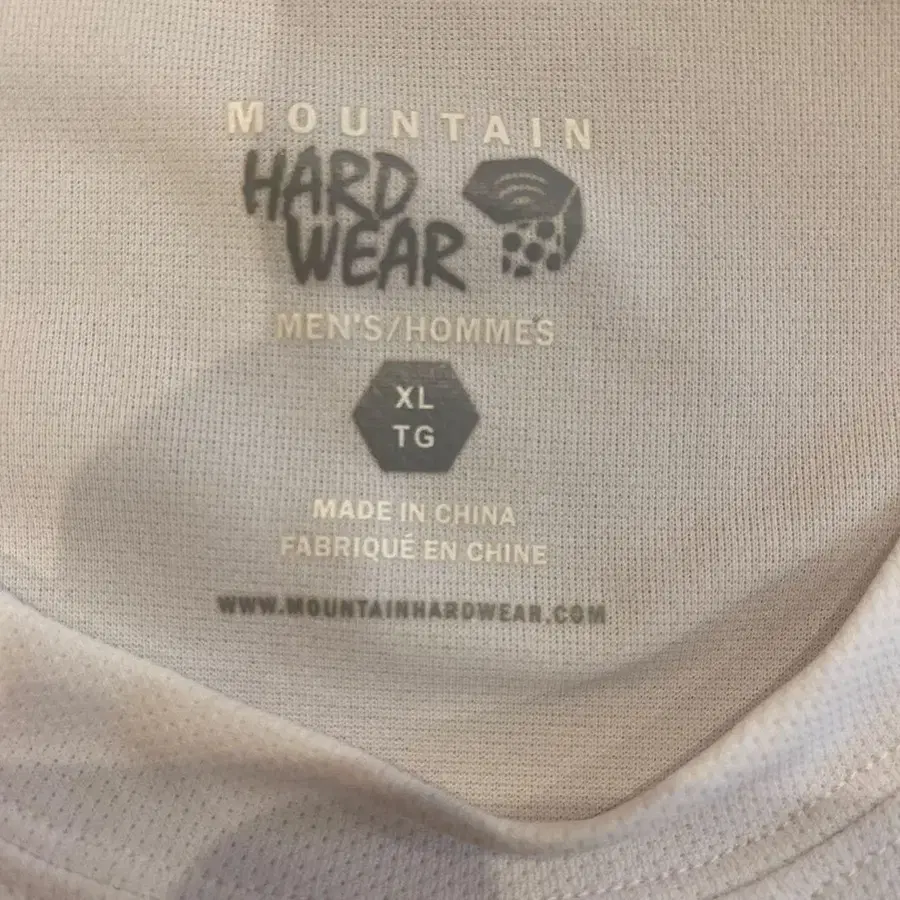 MOUNTAIN
HARD
WEAR
MEN'S/HOMMES
XL
TG
MADE IN CHINA
FABRIQUÉ EN CHINE
WWW.MOUNTAINHARDWEAR.COM